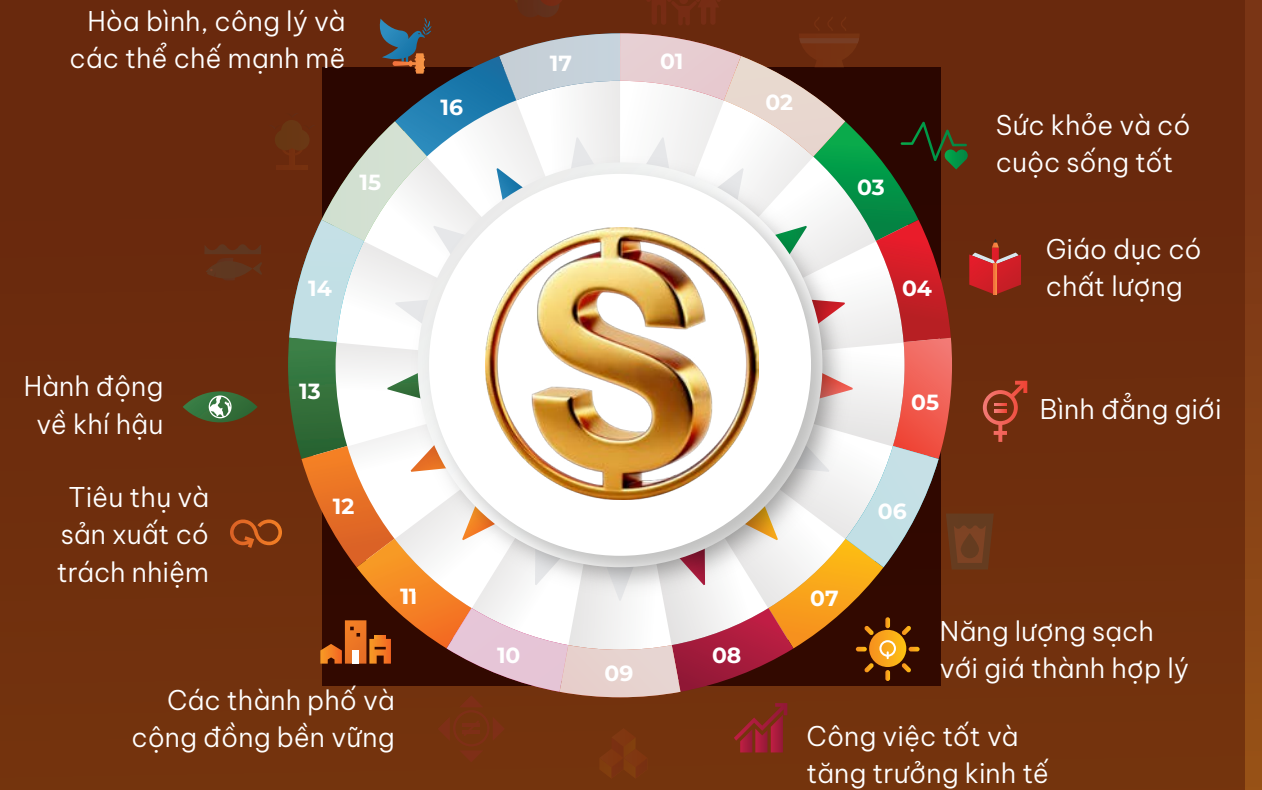 Hòa bình, công lý và
các thể chế mạnh mẽ
17
01
02
16
03
15
04
14
05
13
06
12
07
11
08
10
09
Sức khỏe và có
cuộc sống tốt
Giáo dục có
chất lượng
Bình đẳng giới
Hành động
về khí hậu
Tiêu thụ và
sản xuất có
trách nhiệm
Năng lượng sạch
với giá thành hợp lý
Các thành phố và
cộng đồng bền vững
Công việc tốt và
tăng trưởng kinh tế